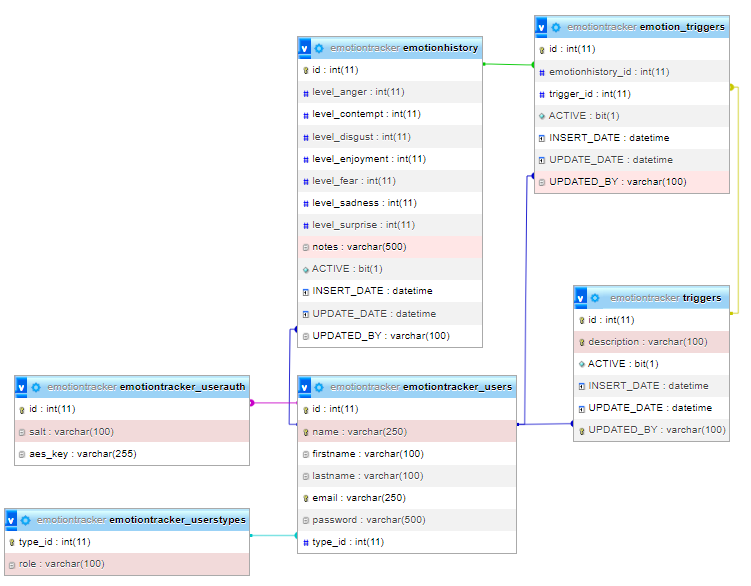 v emotiontracker emotionhistory
id : int(11)
# level_anger : int(11)
# level_contempt : int(11)
# level_disgust : int(11)
# level_enjoyment : int(11)
# level_fear : int(11)
# level_sadness : int(11)
# level_surprise : int(11)
notes : varchar(500)
ACTIVE : bit(1)
INSERT_DATE : datetime
UPDATE_DATE : datetime
UPDATED_BY : varchar(100)
v emotiontracker emotion_triggers
id : int(11)
# emotionhistory_id : int(11)
# trigger_id : int(11)
ACTIVE : bit(1)
INSERT_DATE : datetime
UPDATE_DATE : datetime
UPDATED_BY : varchar(100)
v emotiontracker triggers
id : int(11)
description : varchar(100)
ACTIVE : bit(1)
INSERT_DATE : datetime
UPDATE_DATE : datetime
UPDATED_BY : varchar(100)
v emotiontracker emotiontracker_userauth
id : int(11)
salt : varchar(100)
aes_key : varchar(255)
v emotiontracker emotiontracker_users
id : int(11)
name : varchar(250)
firstname : varchar(100)
lastname : varchar(100)
email : varchar(250)
password : varchar(500)
# type_id : int(11)
v emotiontracker emotiontracker_userstypes
type_id : int(11)
role : varchar(100)